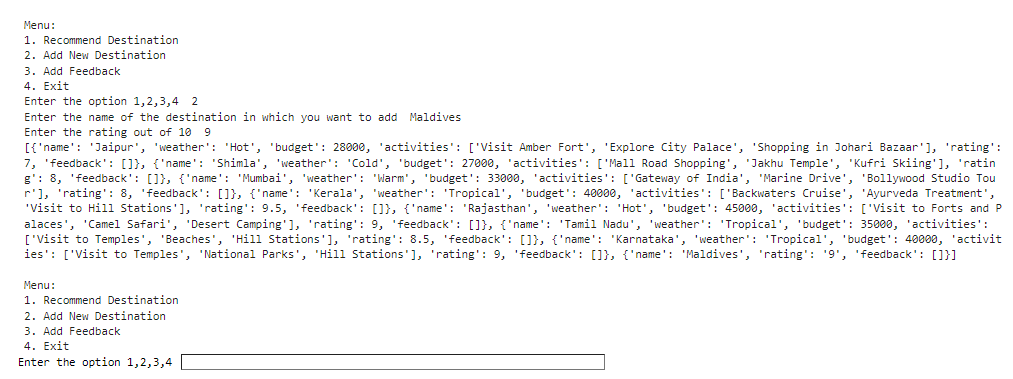 Menu:
1. Recommend Destination
2. Add New Destination
3. Add Feedback
4. Exit
Enter the option 1,2,3,4  2
Enter the name of the destination in which you want to add  Maldives
Enter the rating out of 10  9
[{'name': 'Jaipur', 'weather': 'Hot', 'budget': 28000, 'activities': ['Visit Amber Fort', 'Explore City Palace', 'Shopping in Johari Bazaar'], 'rating':
7, 'feedback': []}, {'name': 'Shimla', 'weather': 'Cold', 'budget': 27000, 'activities': ['Mall Road Shopping', 'Jakhu Temple', 'Kufri Skiing'], 'ratin
g': 8, 'feedback': []}, {'name': 'Mumbai', 'weather': 'Warm', 'budget': 33000, 'activities': ['Gateway of India', 'Marine Drive', 'Bollywood Studio Tou
r'], 'rating': 8, 'feedback': []}, {'name': 'Kerala', 'weather': 'Tropical', 'budget': 40000, 'activities': ['Backwaters Cruise', 'Ayurveda Treatment',
'Visit to Hill Stations'], 'rating': 9.5, 'feedback': []}, {'name': 'Rajasthan', 'weather': 'Hot', 'budget': 45000, 'activities': ['Visit to Forts and P
alaces', 'Camel Safari', 'Desert Camping'], 'rating': 9, 'feedback': []}, {'name': 'Tamil Nadu', 'weather': 'Tropical', 'budget': 35000, 'activities':
['Visit to Temples', 'Beaches', 'Hill Stations'], 'rating': 8.5, 'feedback': []}, {'name': 'Karnataka', 'weather': 'Tropical', 'budget': 40000, 'activit
ies': ['Visit to Temples', 'National Parks', 'Hill Stations'], 'rating': 9, 'feedback': []}, {'name': 'Maldives', 'rating': '9', 'feedback': []}]
Menu:
1. Recommend Destination
2. Add New Destination
3. Add Feedback
4. Exit
Enter the option 1,2,3,4